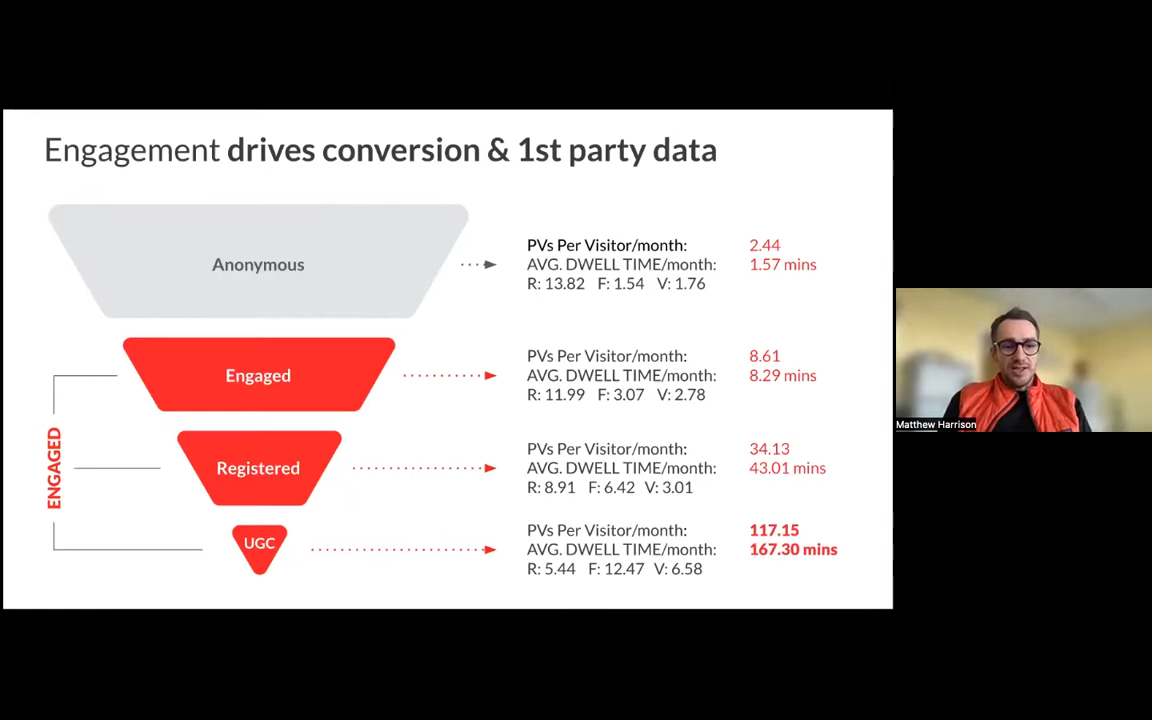 Engagement drives conversion & 1st party data
Anonymous
PVs Per Visitor/month: 2.44
AVG. DWELL TIME/month: 1.57 mins
R: 13.82 F: 1.54 V: 1.76
ENGAGED
Engaged
PVs Per Visitor/month: 8.61
AVG. DWELL TIME/month: 8.29 mins
R: 11.99 F: 3.07 V: 2.78
Registered
PVs Per Visitor/month: 34.13
AVG. DWELL TIME/month: 43.01 mins
R: 8.91 F: 6.42 V: 3.01
UGC
PVs Per Visitor/month: 117.15
AVG. DWELL TIME/month: 167.30 mins
R: 5.44 F: 12.47 V: 6.58
Matthew Harrison